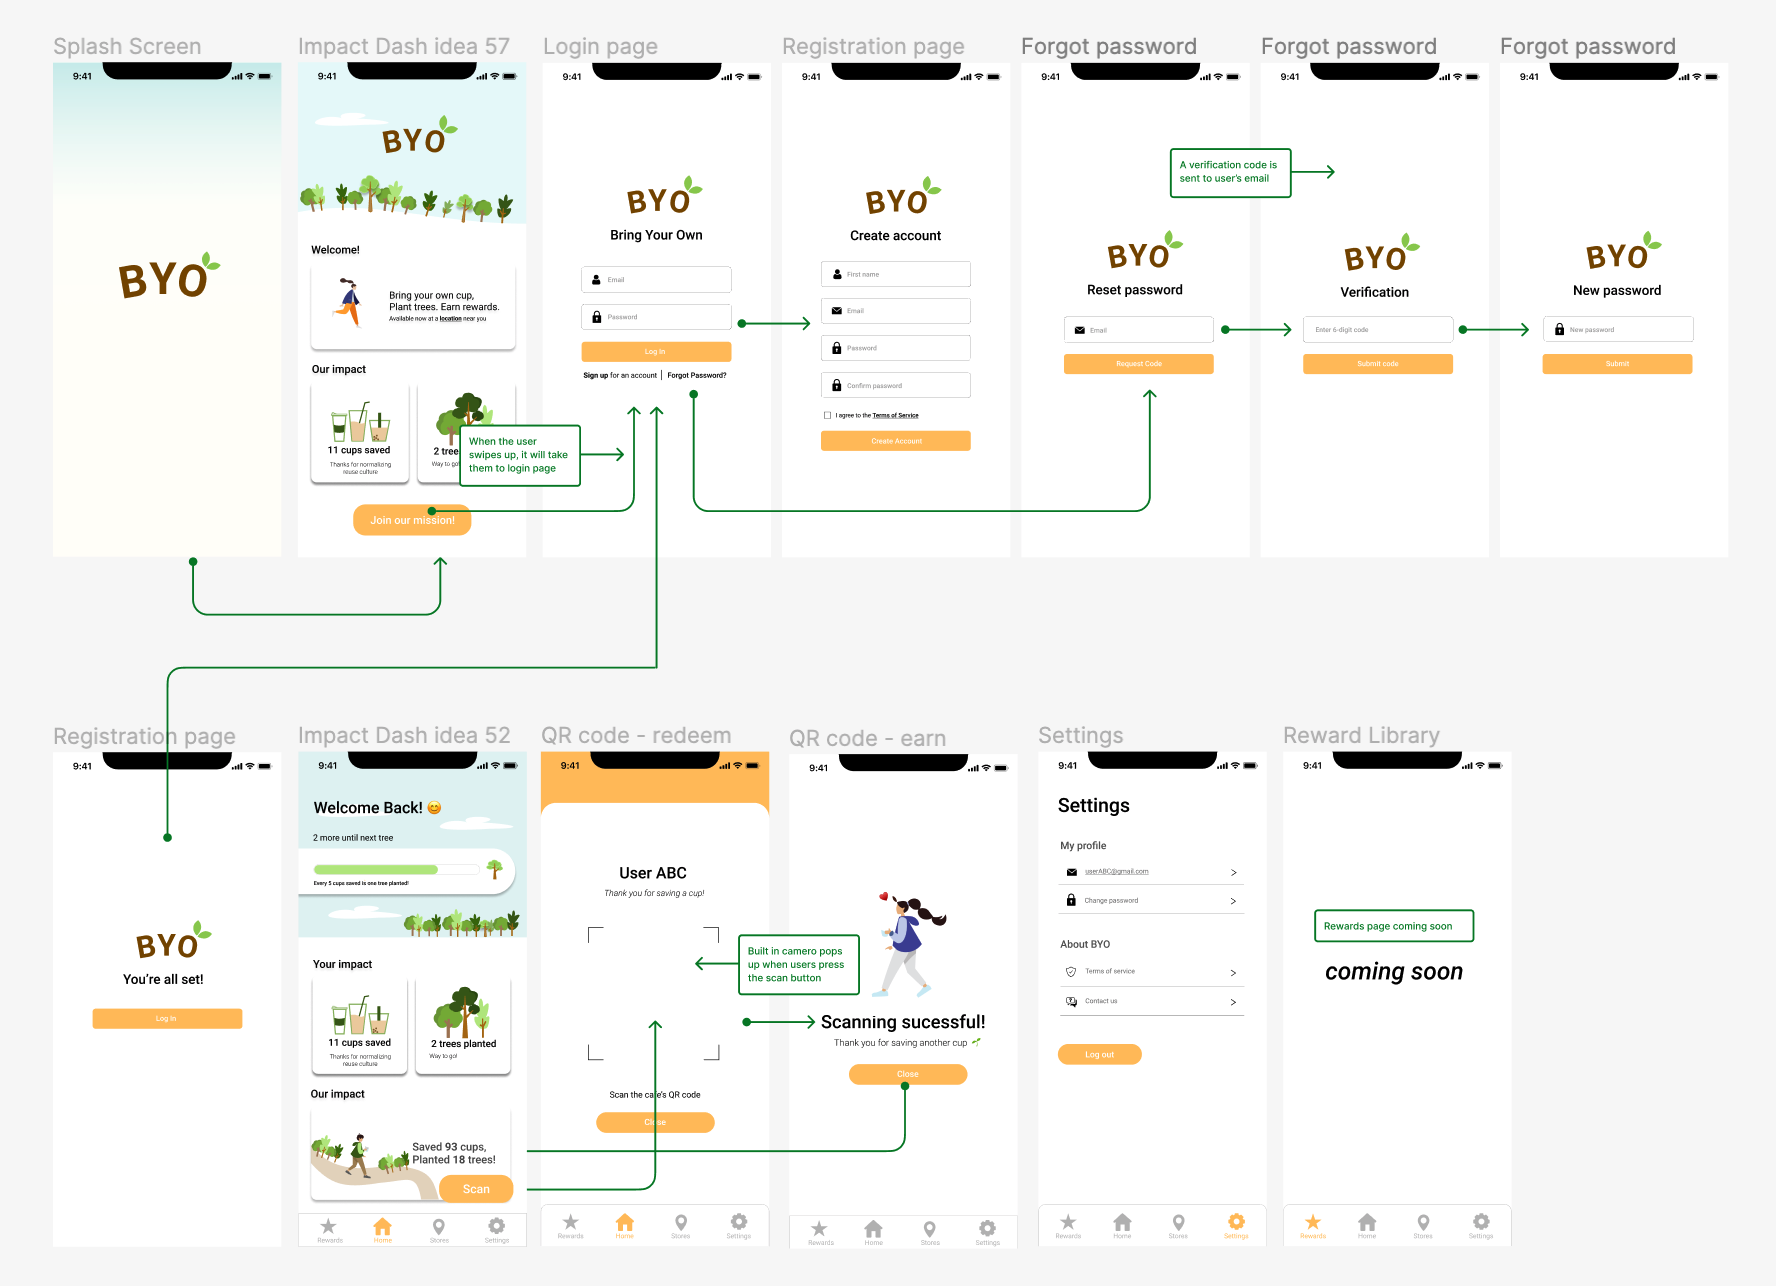 Splash Screen
9:41
BYO
Impact Dash idea 57
9:41
BYO
Welcome!
Bring your own cup,
Plant trees. Earn rewards.
Available now at a location near you
Our impact
11 cups saved
Thanks for normalizing
reuse culture
2 tree
Way to go!
When the user
swipes up, it will take
them to login page
Join our mission!
Login page
9:41
BYO
Bring Your Own
Email
Password
Log In
Sign up for an account | Forgot Password?
Registration page
9:41
BYO
Create account
First name
Email
Password
Confirm password
I agree to the Terms of Service
Create Account
Forgot password
9:41
BYO
Reset password
Email
Request Code
A verification code is
sent to user's email
Forgot password
9:41
BYO
Verification
Enter 6-digit code
Submit code
Forgot password
9:41
BYO
New password
New password
Submit
Registration page
9:41
BYO
You're all set!
Log In
Impact Dash idea 52
9:41
Welcome Back! 😊
2 more until next tree
Every 5 cups saved is one tree planted!
Your impact
11 cups saved
Thanks for normalizing
reuse culture
2 trees planted
Way to go!
Our impact
Saved 93 cups,
Planted 18 trees!
Scan
Rewards
Home
Stores
Settings
QR code - redeem
9:41
User ABC
Thank you for saving a cup!
Built in camero pops
up when users press
the scan button
Scan the cafe's QR code
Close
Rewards
Home
Stores
Settings
QR code - earn
9:41
Scanning sucessful!
Thank you for saving another cup 🌱
Close
Rewards
Home
Stores
Settings
Settings
9:41
Settings
My profile
userABC@gmail.com
Change password
About BYO
Terms of service
Contact us
Log out
Rewards
Home
Stores
Settings
Reward Library
9:41
Rewards page coming soon
coming soon
Rewards
Home
Stores
Settings